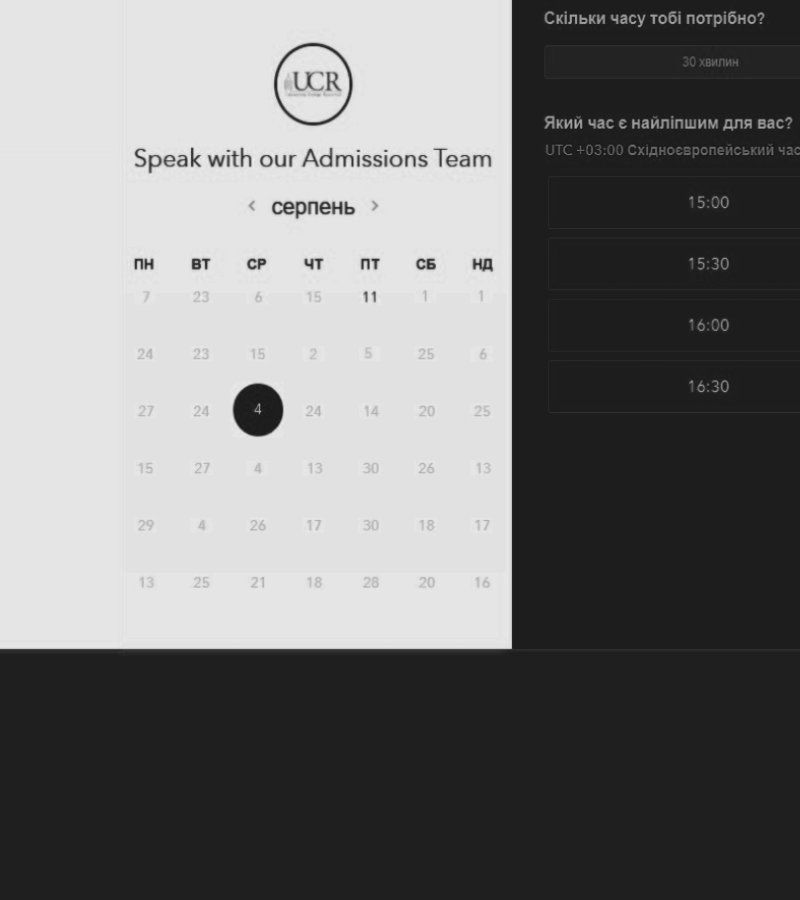 UCR
Speak with our Admissions Team
серпень
ПН ВТ СР ЧТ ПТ СБ НД
7 23 6 15 11 1 1
24 23 15 2 5 25 6
27 24 4 24 14 20 25
15 27 4 13 30 26 13
29 4 26 17 30 18 17
13 25 21 18 28 20 16
Скільки часу тобі потрібно?
30 хвилин
Який час є найліпшим для вас?
UTC +03:00 Східноєвропейський час
15:00
15:30
16:00
16:30